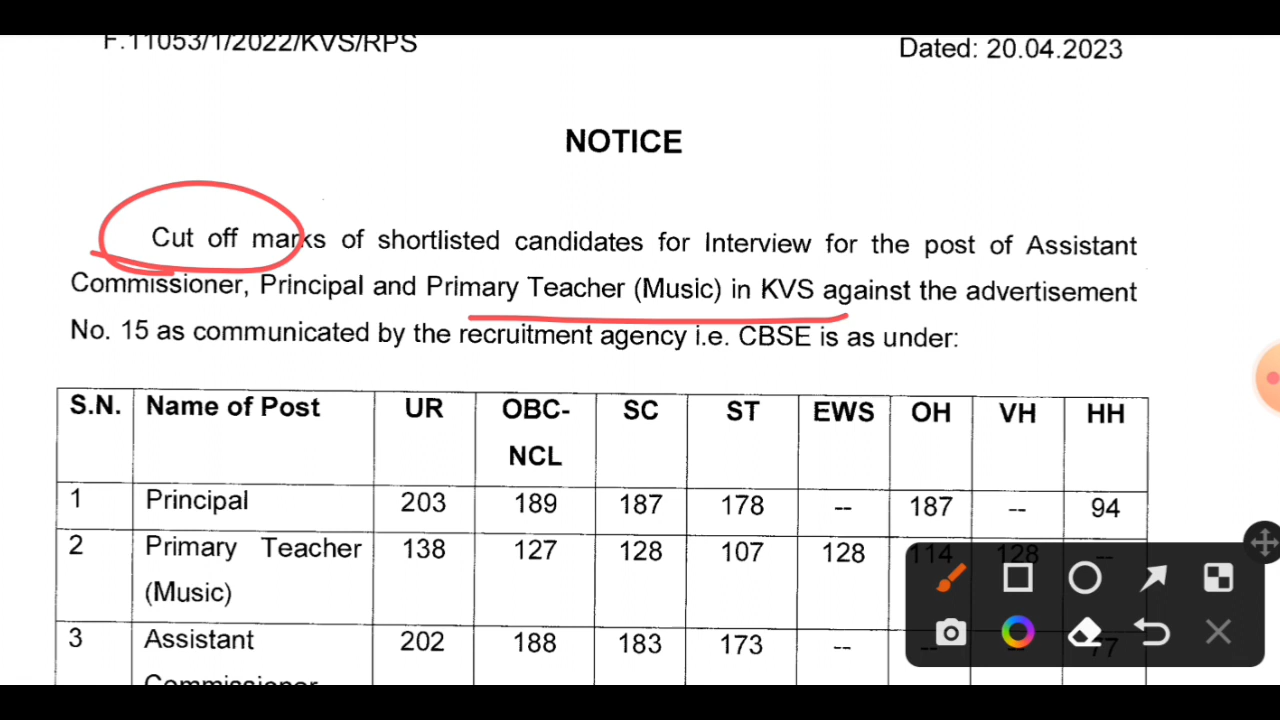 F.11053/1/2022/KVS/RPS Dated: 20.04.2023
NOTICE
Cut off marks of shortlisted candidates for Interview for the post of Assistant
Commissioner, Principal and Primary Teacher (Music) in KVS against the advertisement
No. 15 as communicated by the recruitment agency i.e. CBSE is as under:
S.N. Name of Post UR OBC- SC ST EWS OH VH HH
NCL
1 Principal 203 189 187 178 -- 187 -- 94
2 Primary Teacher 138 127 128 107 128 114 128 --
(Music)
3 Assistant 202 188 183 173 -- -- -- 77
Commissioner